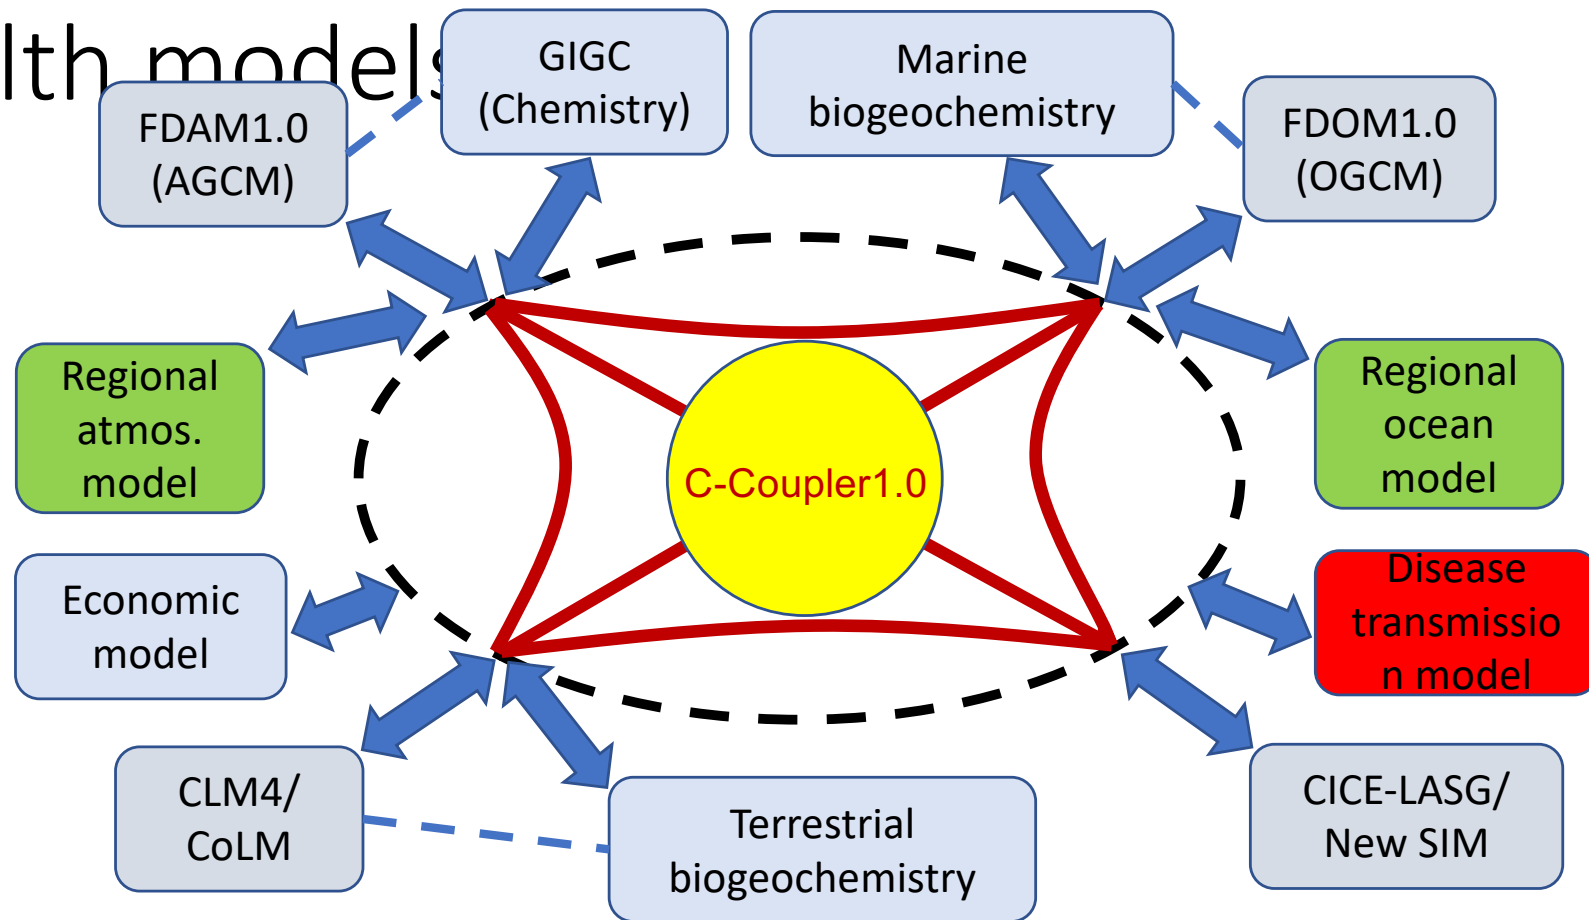 lth models
GIGC
(Chemistry)
Marine
biogeochemistry
FDAM1.0
(AGCM)
FDOM1.0
(OGCM)
Regional
atmos.
model
Regional
ocean
model
C-Coupler1.0
Economic
model
Disease
transmissio
n model
CLM4/
CoLM
Terrestrial
biogeochemistry
CICE-LASG/
New SIM